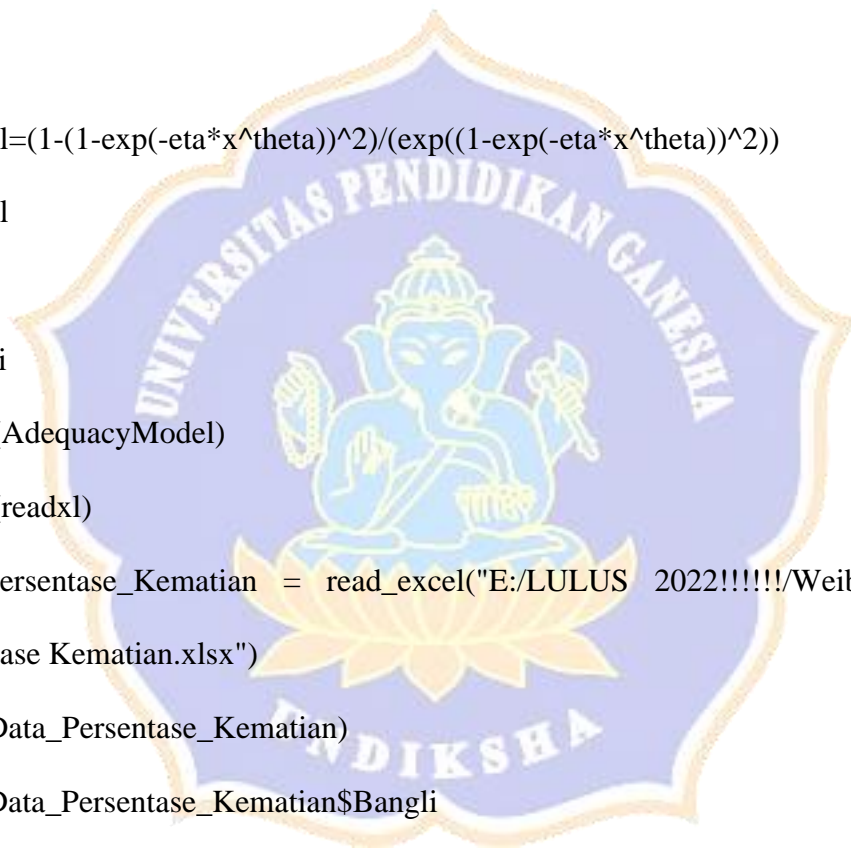 l=(1-(1-exp(-eta*x^theta))^2)/(exp((1-exp(-eta*x^theta))^2))
l
i
(AdequacyModel)
(readxl)
ersentase_Kematian = read_excel("E:/LULUS 2022!!!!!!/Weib
ase Kematian.xlsx")
Data_Persentase_Kematian)
Data_Persentase_Kematian$Bangli
UNIVERSITAS PENDIDIKAN GANESHA
UNDIKSHA